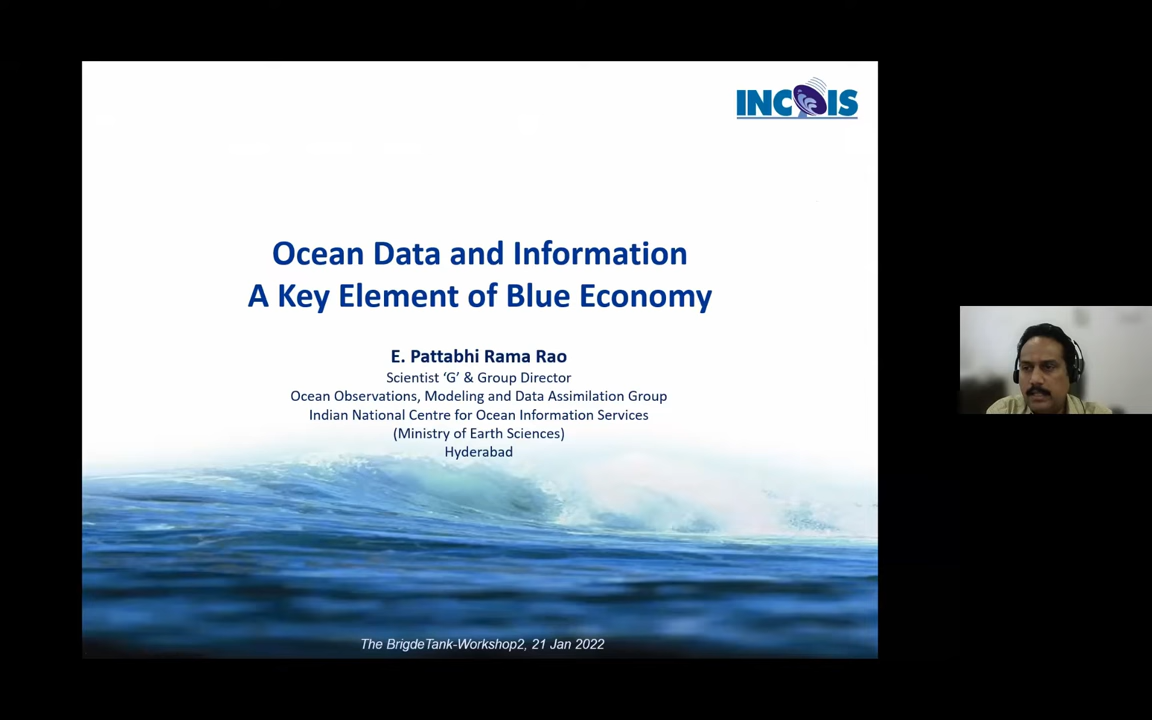 INCOIS
Ocean Data and Information
A Key Element of Blue Economy
E. Pattabhi Rama Rao
Scientist ‘G’ & Group Director
Ocean Observations, Modeling and Data Assimilation Group
Indian National Centre for Ocean Information Services
(Ministry of Earth Sciences)
Hyderabad
The BrigdeTank-Workshop2, 21 Jan 2022